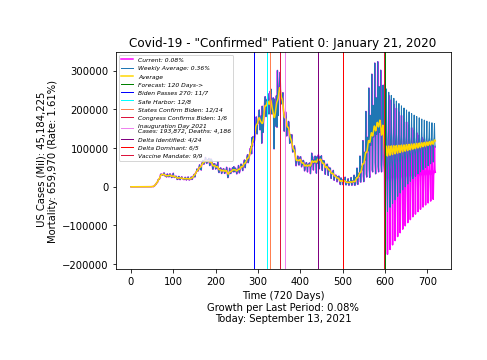 Covid-19 - "Confirmed" Patient 0: January 21, 2020
Current: 0.08%
Weekly Average: 0.36%
Average
Forecast: 120 Days->
Biden Passes 270: 11/7
Safe Harbor: 12/8
States Confirm Biden: 12/14
Congress Confirms Biden: 1/6
Inauguration Day 2021
Cases: 193,872, Deaths: 4,186
Delta Identified: 4/24
Delta Dominant: 6/5
Vaccine Mandate: 9/9
300000
200000
100000
0
−100000
−200000
US Cases (Mil): 45,184,225
Mortality: 659,970 (Rate: 1.61%)
0 100 200 300 400 500 600 700
Time (720 Days)
Growth per Last Period: 0.08%
Today: September 13, 2021